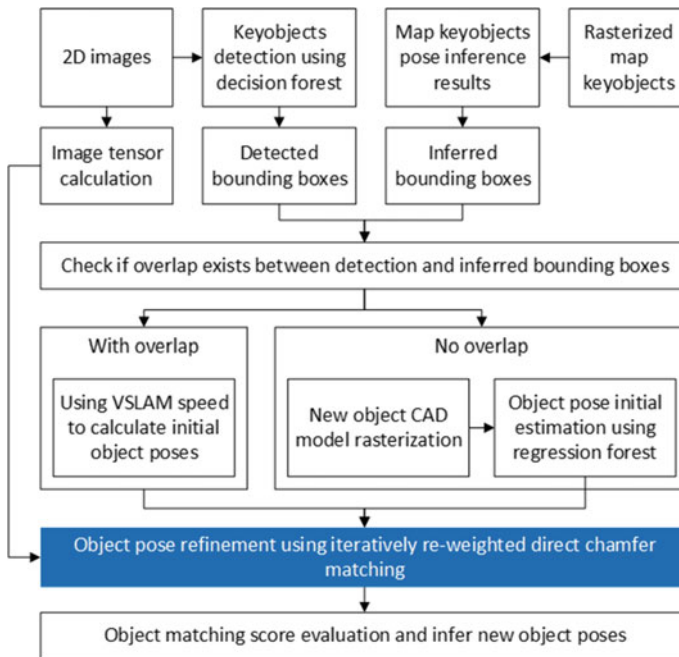 2D images
Keyobjects
detection using
decision forest
Map keyobjects
pose inference
results
Rasterized
map
keyobjects
Image tensor
calculation
Detected
bounding boxes
Inferred
bounding boxes
Check if overlap exists between detection and inferred bounding boxes
With overlap
Using VSLAM speed
to calculate initial
object poses
No overlap
New object CAD
model rasterization
Object pose initial
estimation using
regression forest
Object pose refinement using iteratively re-weighted direct chamfer
matching
Object matching score evaluation and infer new object poses